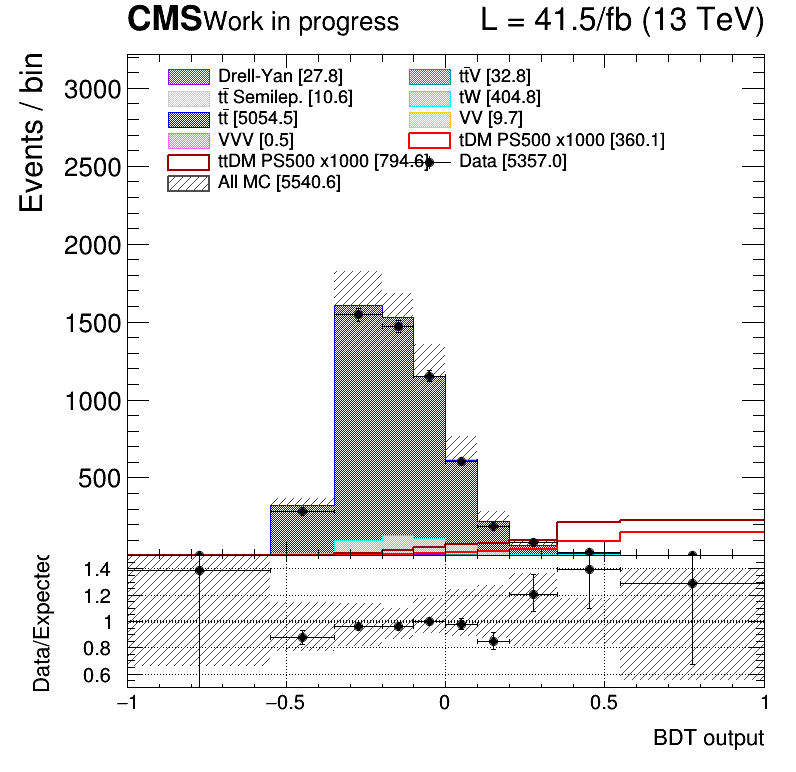 CMS Work in progress L = 41.5/fb (13 TeV)
Events / bin
3000
2500
2000
1500
1000
500
Drell-Yan [27.8] tt̄V [32.8]
tt̄ Semilep. [10.6] tW [404.8]
tt̄ [5054.5] VV [9.7]
VVV [0.5] tDM PS500 x1000 [360.1]
ttDM PS500 x1000 [794.6] Data [5357.0]
All MC [5540.6]
Data/Expected
1.4
1.2
1
0.8
0.6
−1 −0.5 0 0.5 1
BDT output